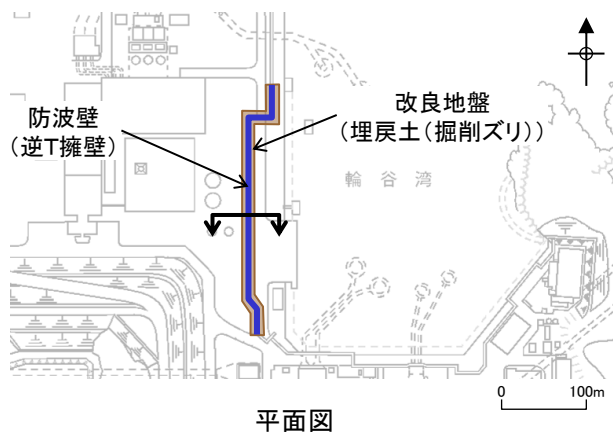 防波壁
(逆T擁壁)
改良地盤
(埋戻土(掘削ズリ))
輪谷湾
0 100m
平面図